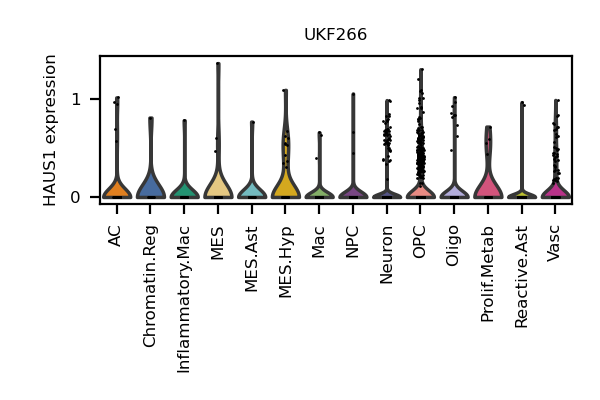 UKF266
HAUS1 expression
1
0
AC
Chromatin.Reg
Inflammatory.Mac
MES
MES.Ast
MES.Hyp
Mac
NPC
Neuron
OPC
Oligo
Prolif.Metab
Reactive.Ast
Vasc